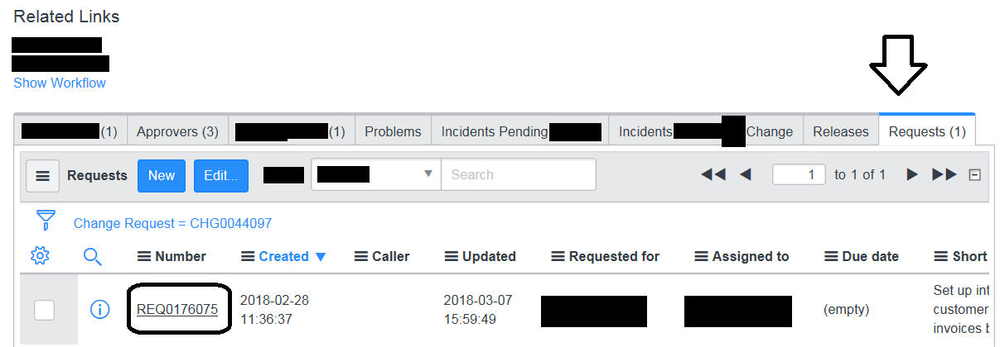 Related Links
Show Workflow
(1) Approvers (3) (1) Problems Incidents Pending Incidents Change Releases Requests (1)
Requests New Edit... Search 1 to 1 of 1
Change Request = CHG0044097
Number Created Caller Updated Requested for Assigned to Due date Short
REQ0176075 2018-02-28 11:36:37 2018-03-07 15:59:49 (empty) Set up int
customer
invoices b